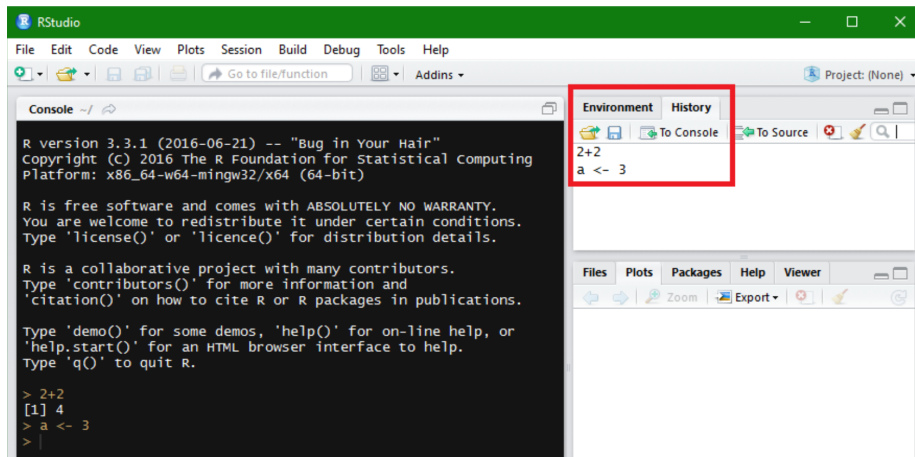 RStudio
File Edit Code View Plots Session Build Debug Tools Help
Go to file/function Addins Project: (None)
Console ~/
R version 3.3.1 (2016-06-21) -- "Bug in Your Hair"
Copyright (C) 2016 The R Foundation for Statistical Computing
Platform: x86_64-w64-mingw32/x64 (64-bit)
R is free software and comes with ABSOLUTELY NO WARRANTY.
You are welcome to redistribute it under certain conditions.
Type 'license()' or 'licence()' for distribution details.
R is a collaborative project with many contributors.
Type 'contributors()' for more information and
'citation()' on how to cite R or R packages in publications.
Type 'demo()' for some demos, 'help()' for on-line help, or
'help.start()' for an HTML browser interface to help.
Type 'q()' to quit R.
> 2+2
[1] 4
> a <- 3
>
Environment History
To Console To Source
2+2
a <- 3
Files Plots Packages Help Viewer
Zoom Export